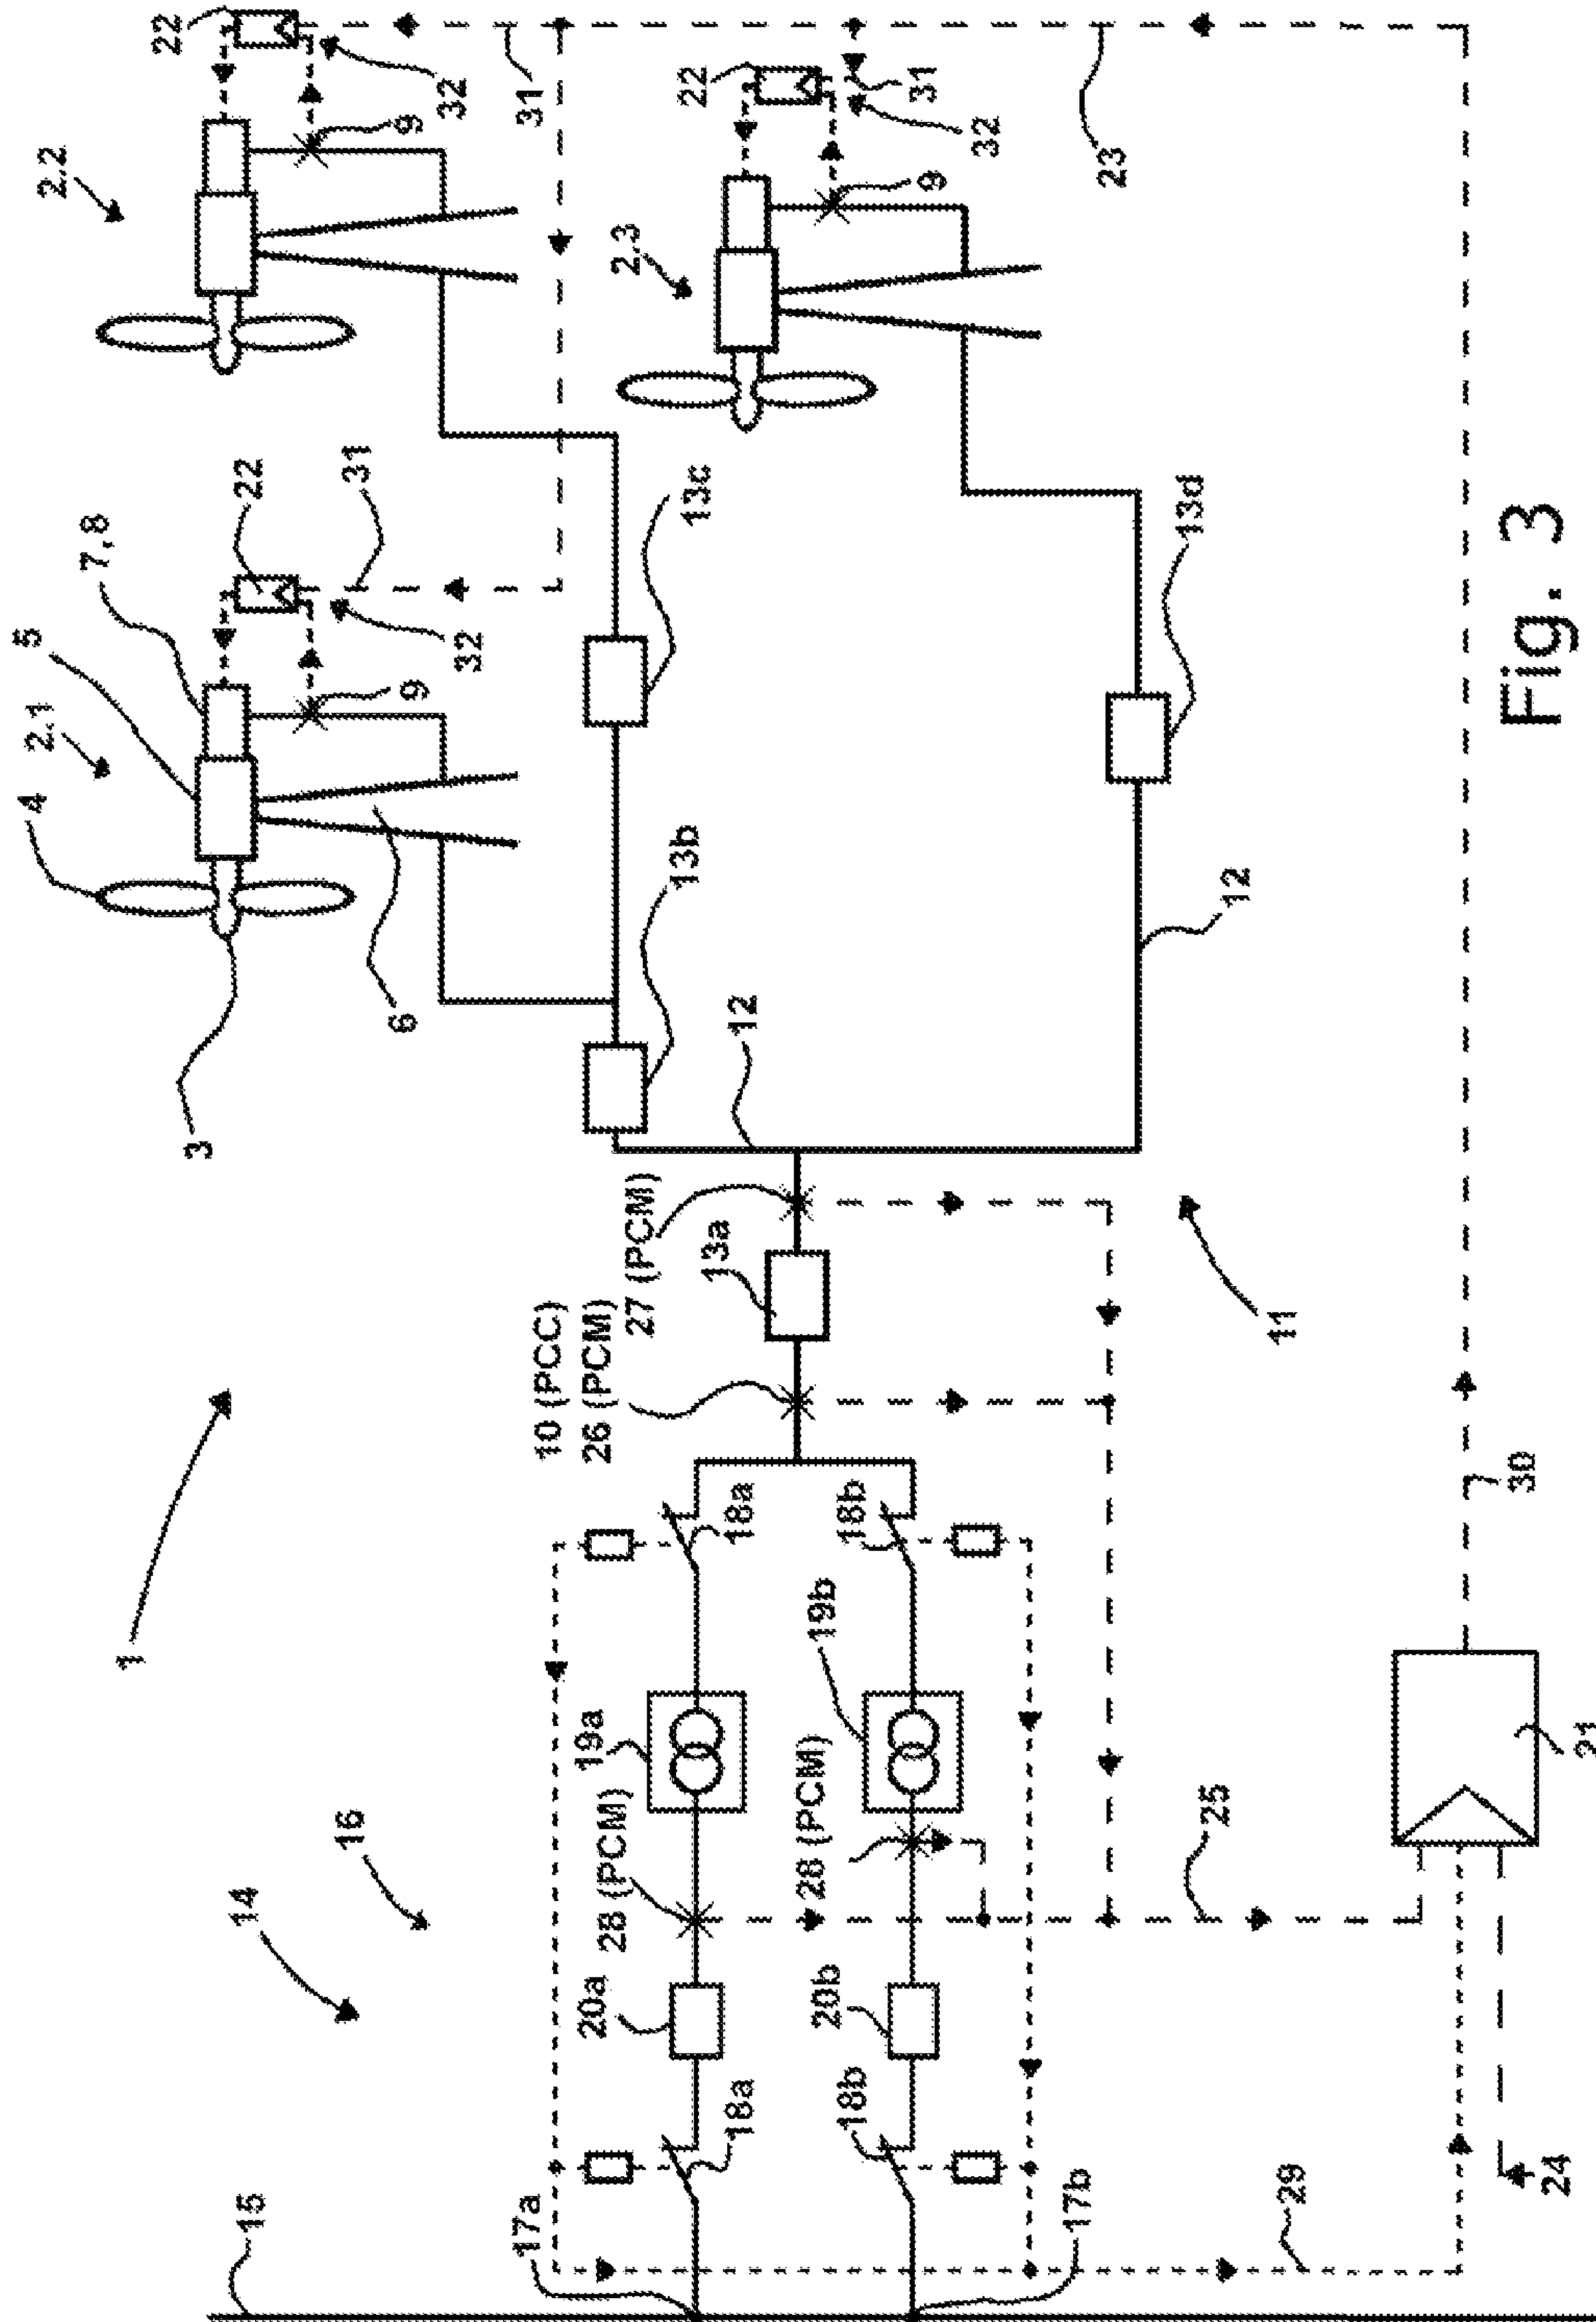 22
2.2
32
31
9
22
31
32
2.3
9
23
7,8
22
31
5
2.1
32
9
13c
4
13d
6
13b
12
12
3
27 (PCM)
13a
10 (PCC)
26 (PCM)
11
1
18a
18b
30
19a
19b
16
14
28 (PCM)
28 (PCM)
25
21
20a
20b
18a
18b
15
17a
17b
29
24
Fig. 3